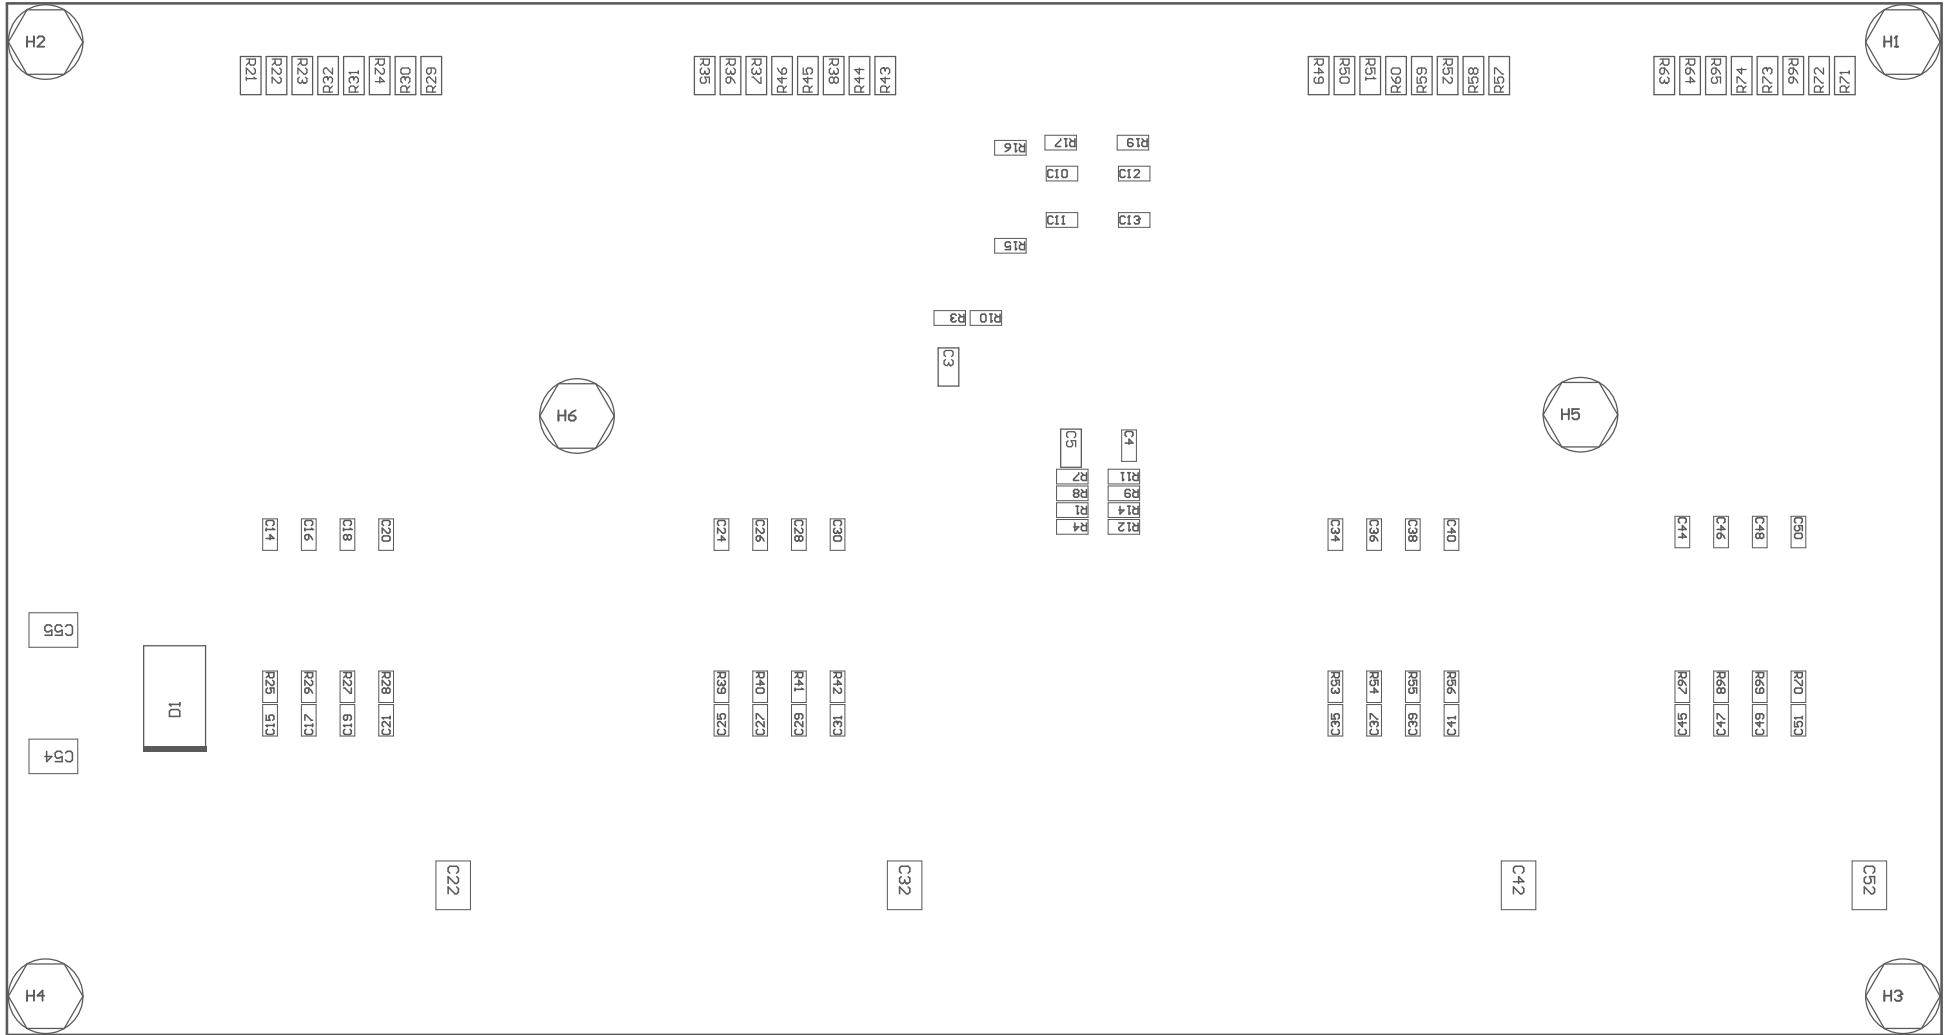 H2
H1
R21 R22 R23 R32 R31 R24 R30 R29
R35 R36 R37 R46 R45 R38 R44 R43
R49 R50 R51 R60 R59 R52 R58 R57
R63 R64 R65 R74 R73 R66 R72 R71
R16 R17 R19
C10 C12
C11 C13
R15
R3 R10
C3
H6
H5
C5 C4
R7 R11
R8 R9
R1 R14
R4 R12
C14 C16 C18 C20
C24 C26 C28 C30
C34 C36 C38 C40
C44 C46 C48 C50
C55
D1
R25 R26 R27 R28
R39 R40 R41 R42
R53 R54 R55 R56
R67 R68 R69 R70
C15 C17 C19 C21
C25 C27 C29 C31
C35 C37 C39 C41
C45 C47 C49 C51
C54
C22
C32
C42
C52
H4
H3